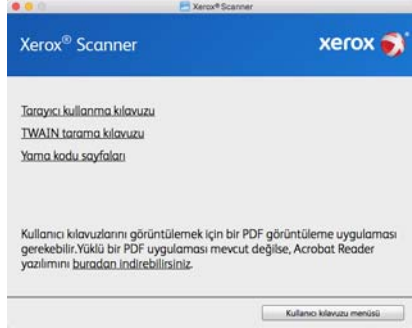 Xerox® Scanner
Xerox® Scanner
xerox
Tarayıcı kullanma kılavuzu
TWAIN tarama kılavuzu
Yama kodu sayfaları
Kullanıcı kılavuzlarını görüntülemek için bir PDF görüntüleme uygulaması
gerekebilir.Yüklü bir PDF uygulaması mevcut değilse, Acrobat Reader
yazılımını buradan indirebilirsiniz.
Kullanıcı kılavuzu menüsü